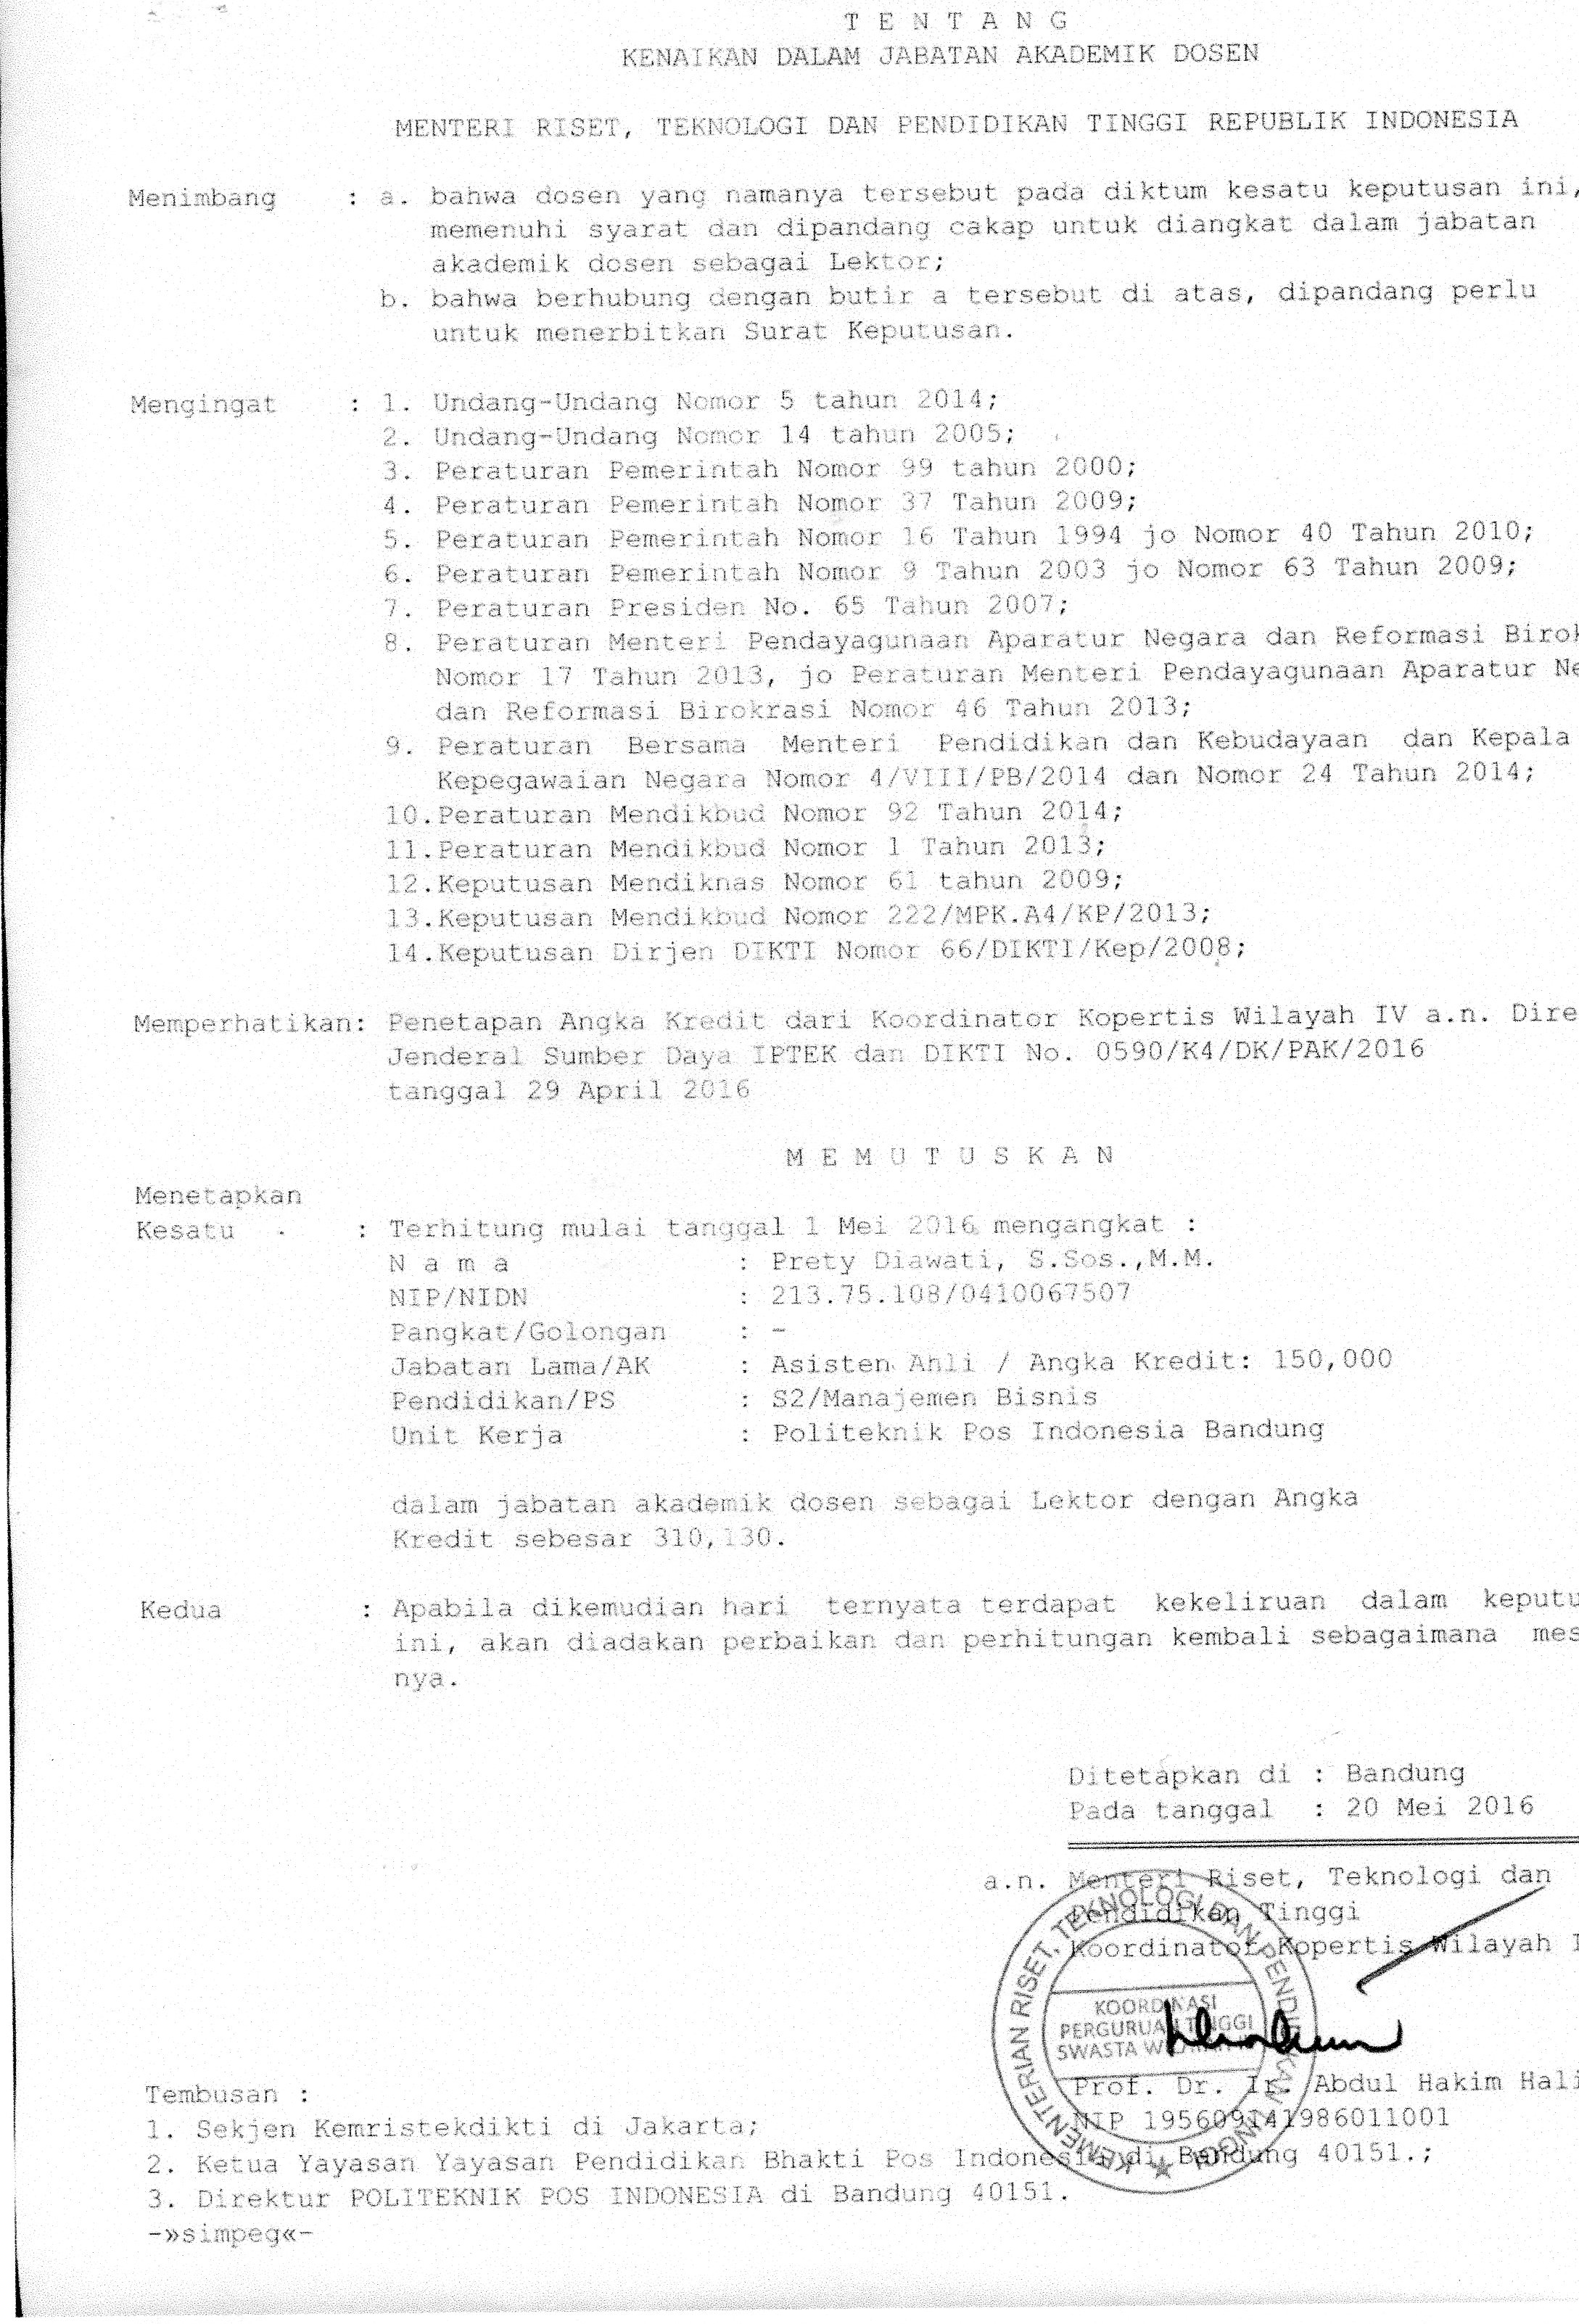 T E N T A N G
KENAIKAN DALAM JABATAN AKADEMIK DOSEN
MENTERI RISET, TEKNOLOGI DAN PENDIDIKAN TINGGI REPUBLIK INDONESIA
Menimbang : a. bahwa dosen yang namanya tersebut pada diktum kesatu keputusan ini,
memenuhi syarat dan dipandang cakap untuk diangkat dalam jabatan
akademik dosen sebagai Lektor;
b. bahwa berhubung dengan butir a tersebut di atas, dipandang perlu
untuk menerbitkan Surat Keputusan.
Mengingat : 1. Undang-Undang Nomor 5 tahun 2014;
2. Undang-Undang Nomor 14 tahun 2005;
3. Peraturan Pemerintah Nomor 99 tahun 2000;
4. Peraturan Pemerintah Nomor 37 Tahun 2009;
5. Peraturan Pemerintah Nomor 16 Tahun 1994 jo Nomor 40 Tahun 2010;
6. Peraturan Pemerintah Nomor 9 Tahun 2003 jo Nomor 63 Tahun 2009;
7. Peraturan Presiden No. 65 Tahun 2007;
8. Peraturan Menteri Pendayagunaan Aparatur Negara dan Reformasi Birok
Nomor 17 Tahun 2013, jo Peraturan Menteri Pendayagunaan Aparatur Ne
dan Reformasi Birokrasi Nomor 46 Tahun 2013;
9. Peraturan Bersama Menteri Pendidikan dan Kebudayaan dan Kepala
Kepegawaian Negara Nomor 4/VIII/PB/2014 dan Nomor 24 Tahun 2014;
10.Peraturan Mendikbud Nomor 92 Tahun 2014;
11.Peraturan Mendikbud Nomor 1 Tahun 2013;
12.Keputusan Mendiknas Nomor 61 tahun 2009;
13.Keputusan Mendikbud Nomor 222/MPK.A4/KP/2013;
14.Keputusan Dirjen DIKTI Nomor 66/DIKTI/Kep/2008;
Memperhatikan: Penetapan Angka Kredit dari Koordinator Kopertis Wilayah IV a.n. Dire
Jenderal Sumber Daya IPTEK dan DIKTI No. 0590/K4/DK/PAK/2016
tanggal 29 April 2016
M E M U T U S K A N
Menetapkan
Kesatu : Terhitung mulai tanggal 1 Mei 2016 mengangkat :
N a m a : Prety Diawati, S.Sos.,M.M.
NIP/NIDN : 213.75.108/0410067507
Pangkat/Golongan : -
Jabatan Lama/AK : Asisten Ahli / Angka Kredit: 150,000
Pendidikan/PS : S2/Manajemen Bisnis
Unit Kerja : Politeknik Pos Indonesia Bandung
dalam jabatan akademik dosen sebagai Lektor dengan Angka
Kredit sebesar 310,130.
Kedua : Apabila dikemudian hari ternyata terdapat kekeliruan dalam keputu
ini, akan diadakan perbaikan dan perhitungan kembali sebagaimana mes
nya.
Ditetapkan di : Bandung
Pada tanggal : 20 Mei 2016
a.n. Menteri Riset, Teknologi dan
Pendidikan Tinggi
Koordinator Kopertis Wilayah I
KEMENTERIAN RISET, TEKNOLOGI DAN PENDIDIKAN TINGGI
KOORDINASI
PERGURUAN TINGGI
SWASTA
Prof. Dr. Ir. Abdul Hakim Hali
NIP 195609141986011001
Tembusan :
1. Sekjen Kemristekdikti di Jakarta;
2. Ketua Yayasan Yayasan Pendidikan Bhakti Pos Indonesia di Bandung 40151.;
3. Direktur POLITEKNIK POS INDONESIA di Bandung 40151.
-»simpeg«-